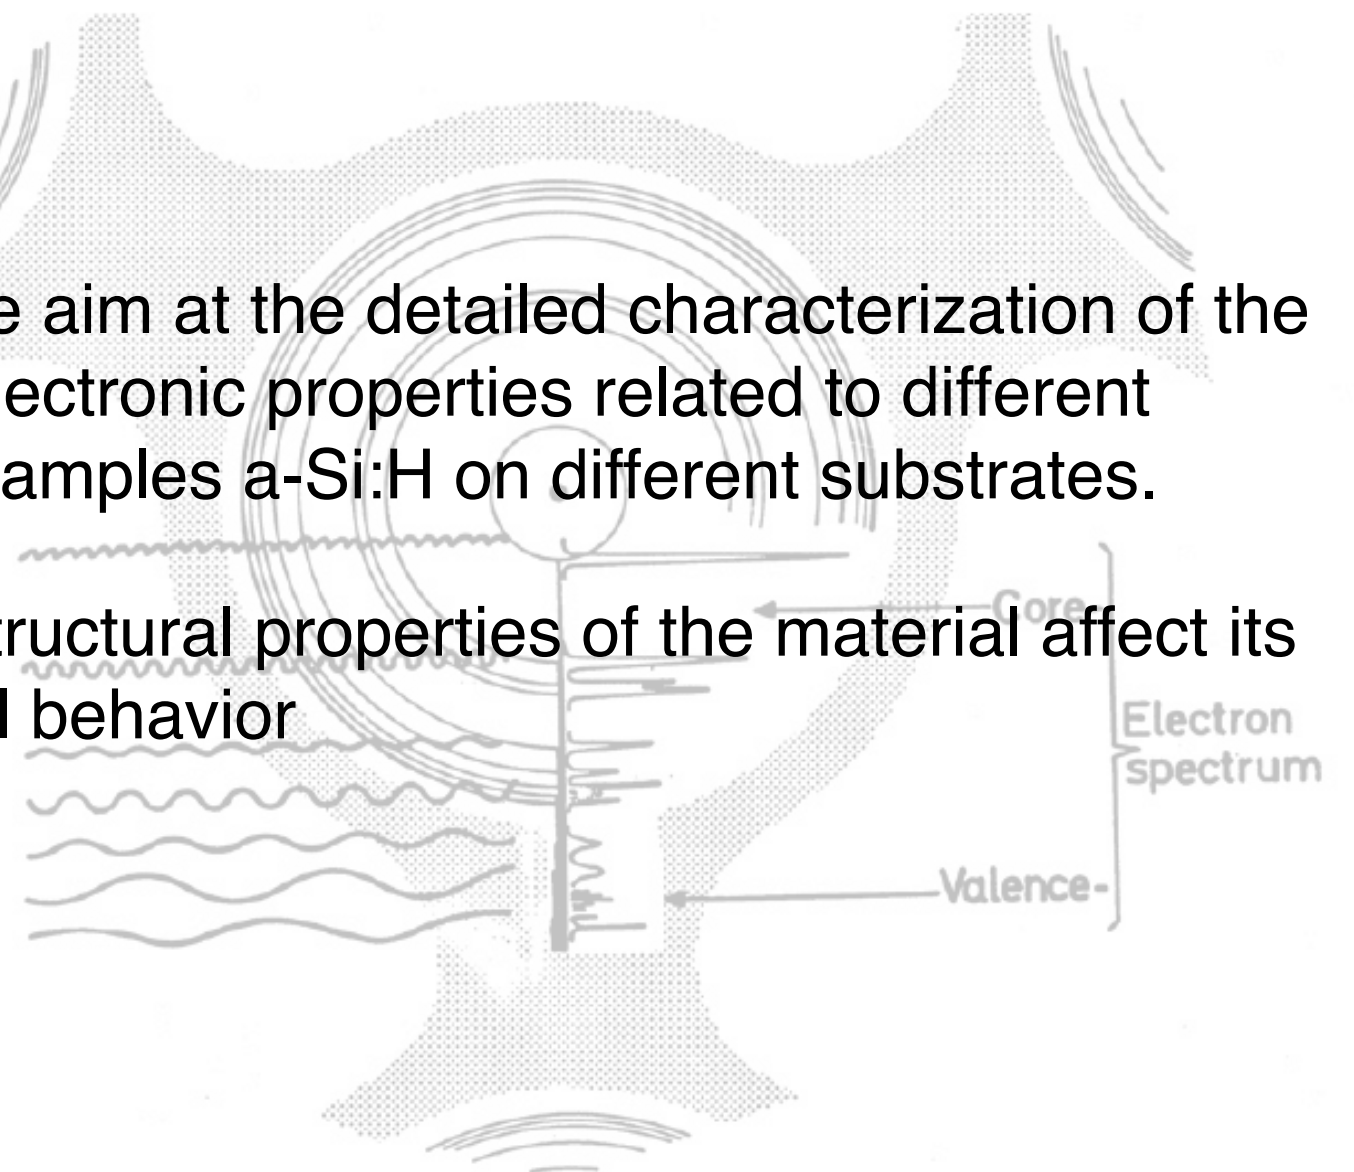 e aim at the detailed characterization of the
ectronic properties related to different
amples a-Si:H on different substrates.
Core
tructural properties of the material affect its
l behavior
Electron
spectrum
Valence-